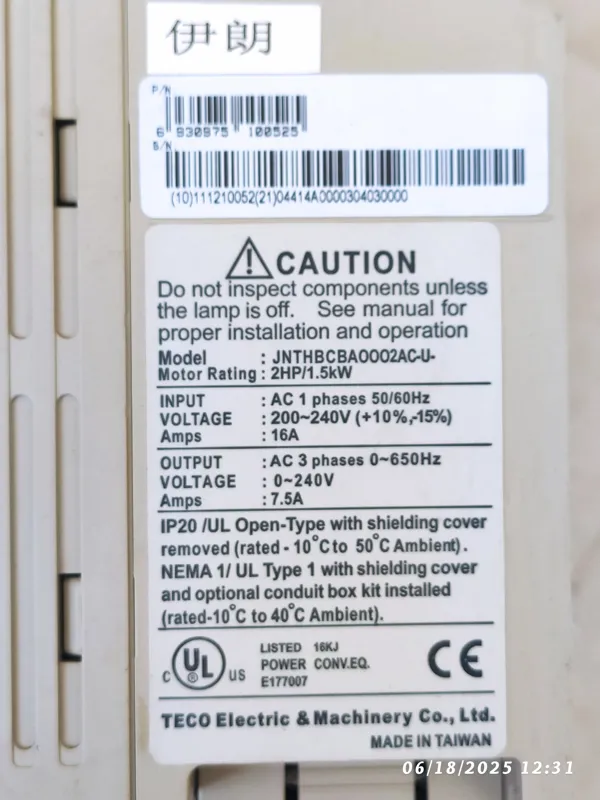 伊朗
P/N
6 930975 100525
S/N
(10)111210052(21)04414A0000304030000
CAUTION
Do not inspect components unless
the lamp is off. See manual for
proper installation and operation
Model : JNTHBCBA0002AC-U-
Motor Rating : 2HP/1.5kW
INPUT : AC 1 phases 50/60Hz
VOLTAGE : 200~240V (+10%,-15%)
Amps : 16A
OUTPUT : AC 3 phases 0~650Hz
VOLTAGE : 0~240V
Amps : 7.5A
IP20 /UL Open-Type with shielding cover
removed (rated - 10°C to 50°C Ambient).
NEMA 1/ UL Type 1 with shielding cover
and optional conduit box kit installed
(rated-10°C to 40°C Ambient).
C UL ® US
LISTED 16KJ
POWER CONV.EQ.
E177007
CE
TECO Electric & Machinery Co., Ltd.
MADE IN TAIWAN
06/18/2025 12:31